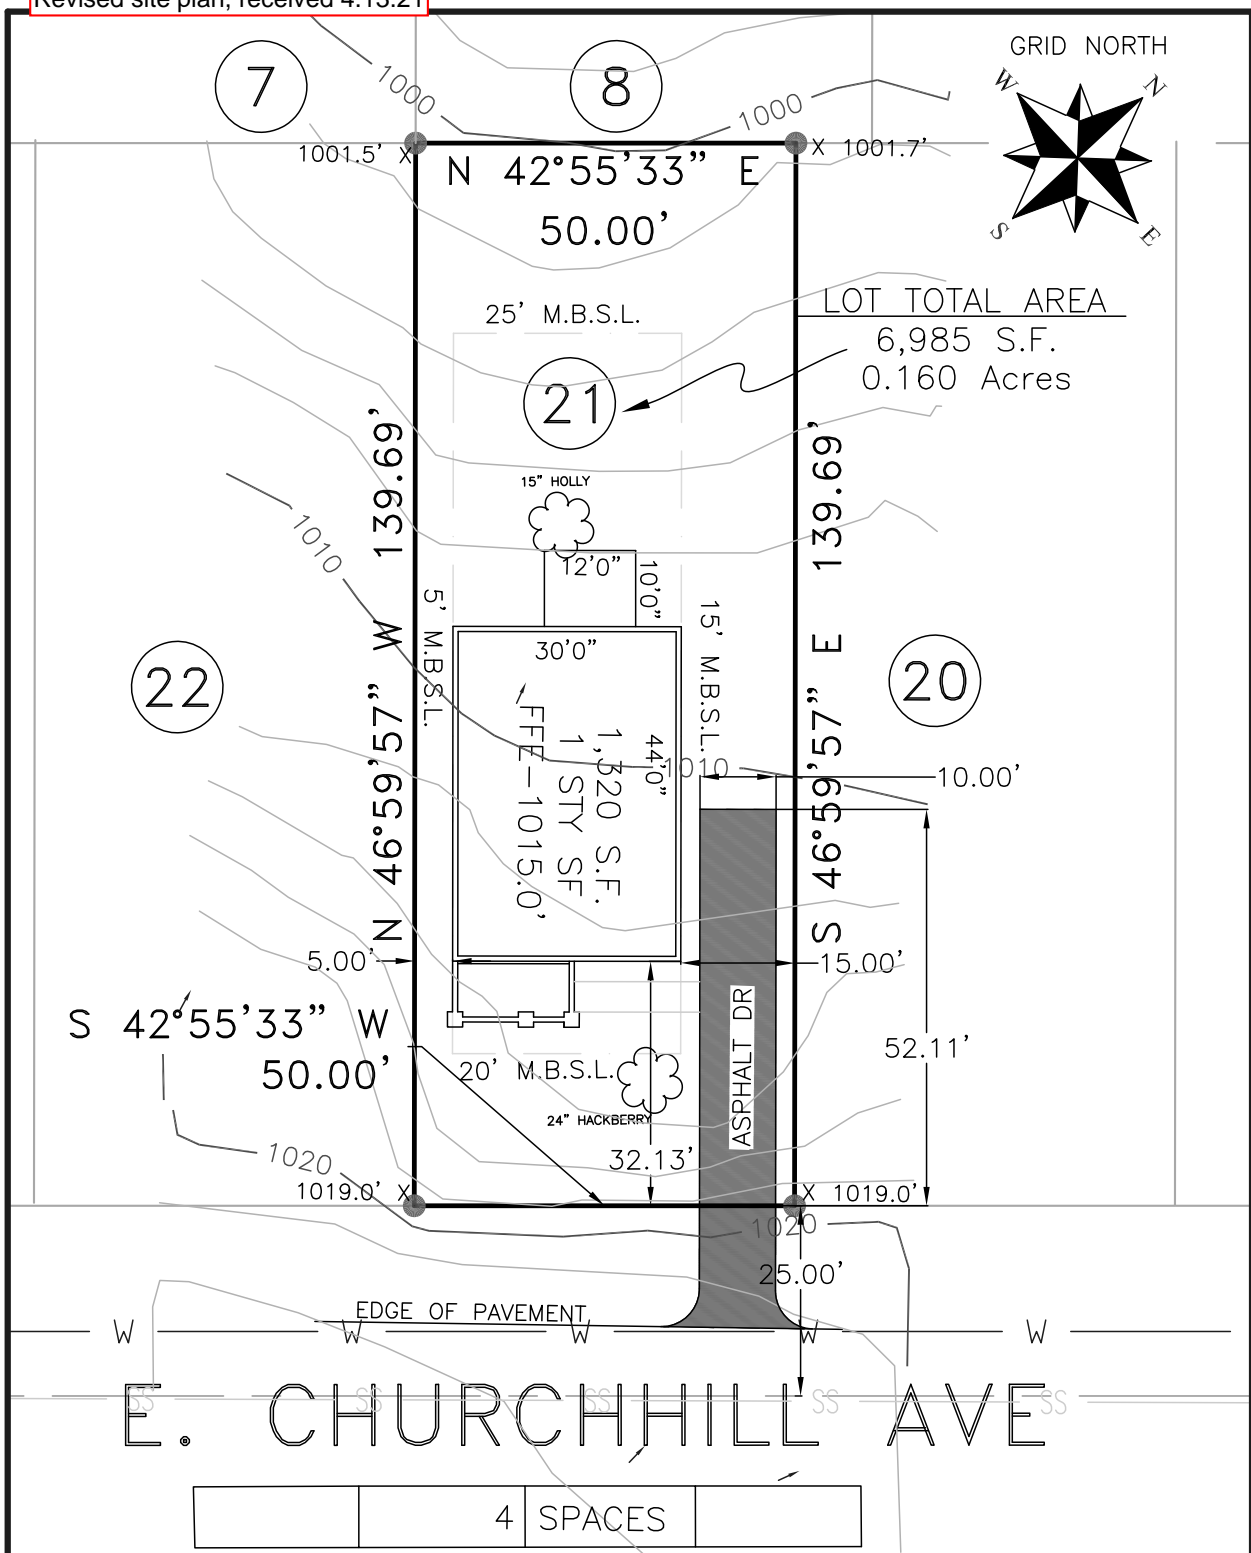 Revised site plan, received 4.13.21
GRID NORTH
W
N
S
E
7
8
1000
1000
1001.5'
X
X
1001.7'
N 42°55'33" E
50.00'
25' M.B.S.L.
LOT TOTAL AREA
6,985 S.F.
0.160 Acres
21
15" HOLLY
12'0"
10'0"
1010
N 46°59'57" W 139.69'
S 46°59'57" E 139.69'
5' M.B.S.L.
15' M.B.S.L.
30'0"
22
20
44'0"
1,320 S.F.
1 STY SF
FFE-1015.0'
1010
10.00'
5.00'
15.00'
S 42°55'33" W
50.00'
52.11'
20' M.B.S.L.
ASPHALT DR
24" HACKBERRY
32.13'
1020
1019.0'
X
X
1019.0'
1020
25.00'
EDGE OF PAVEMENT
W W W W W
SS SS SS SS SS
E. CHURCHHILL AVE
4 SPACES